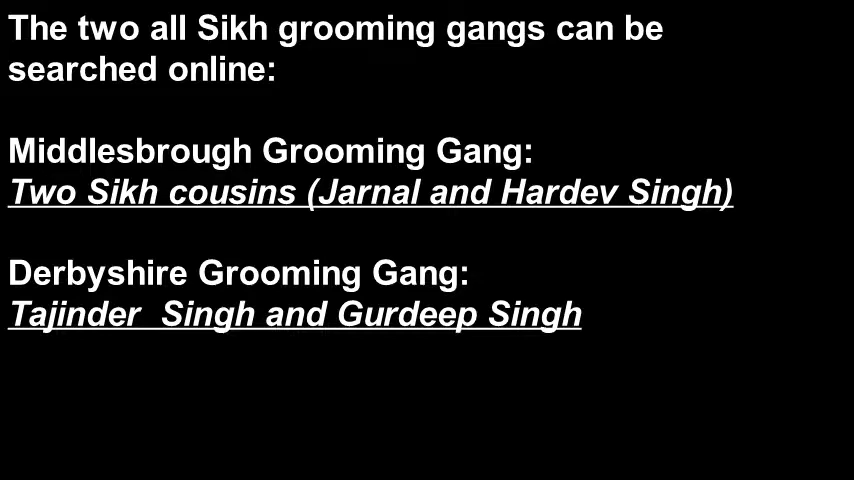 The two all Sikh grooming gangs can be
searched online:
Middlesbrough Grooming Gang:
Two Sikh cousins (Jarnal and Hardev Singh)
Derbyshire Grooming Gang:
Tajinder  Singh and Gurdeep Singh